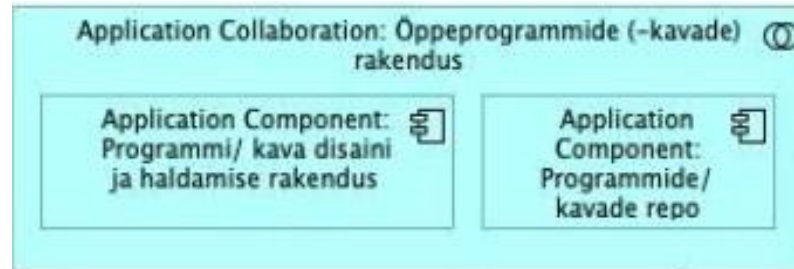 Application Collaboration: Õppeprogrammide (-kavade)
rakendus
Application Component:
Programmi/ kava disaini
ja haldamise rakendus
Application
Component:
Programmide/
kavade repo